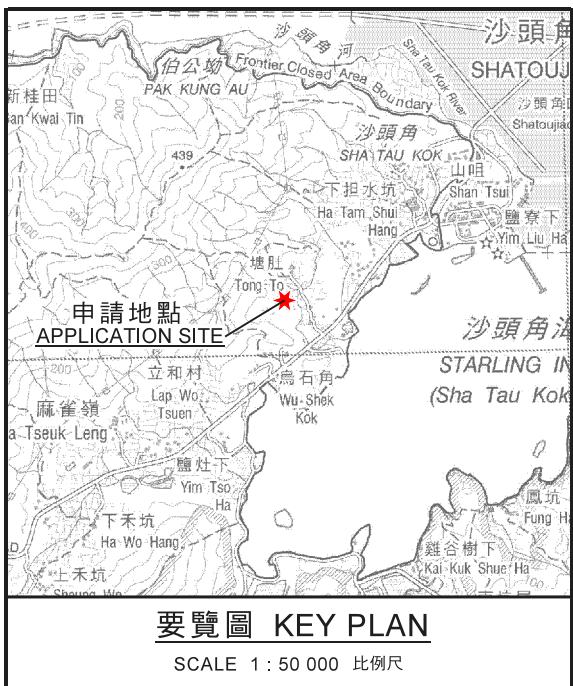 沙頭角河
沙頭角
SHATOUJ
伯公坳
PAK KUNG AU
Frontier Closed Area Boundary
Sha Tau Kok River
新桂田
San Kwai Tin
200
沙頭角
Shatoujiao
沙頭角
SHA TAU KOK
439
山咀
Shan Tsui
下担水坑
Ha Tam Shui
Hang
鹽寮下
Yim Liu Ha
400
300
塘肚
Tong To
申請地點
APPLICATION SITE
沙頭角海
STARLING IN
(Sha Tau Kok
200
立和村
Lap Wo
Tsuen
烏石角
Wu Shek
Kok
麻雀嶺
a Tseuk Leng
鹽灶下
Yim Tso
Ha
鳳坑
Fung Ha
下禾坑
Ha Wo Hang
雞谷樹下
Kai Kuk Shue Ha
上禾坑
Sheung Wo
要覽圖 KEY PLAN
SCALE 1 : 50 000 比例尺